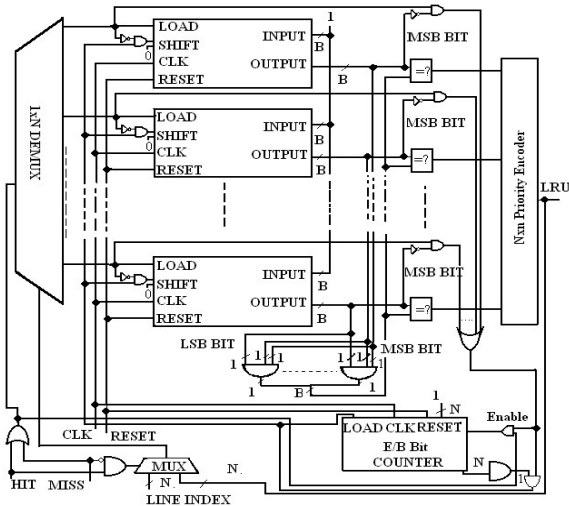 1
LOAD
INPUT
B
MSB BIT
SHIFT
0
CLK
OUTPUT
B
RESET
=?
1xN DEMUX
LOAD
INPUT
B
MSB BIT
SHIFT
0
CLK
OUTPUT
B
RESET
=?
Nxn Priority Encoder
LRU
LOAD
INPUT
B
MSB BIT
SHIFT
0
CLK
OUTPUT
B
RESET
=?
LSB BIT
MSB BIT
1 1 1 1 1 1
1 B 1
1 N
Enable
LOAD CLK RESET
E/B Bit
COUNTER
N
1
CLK RESET
MUX
N
N
HIT MISS
LINE INDEX